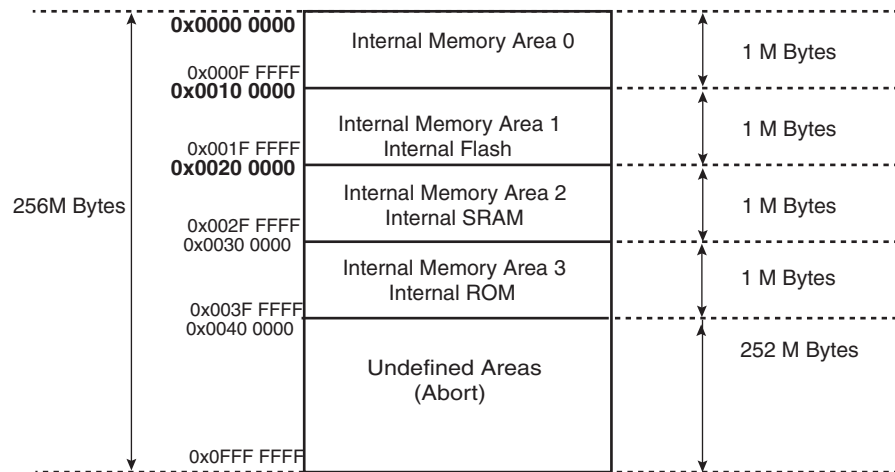 0x0000 0000
Internal Memory Area 0
1 M Bytes
0x000F FFFF
0x0010 0000
Internal Memory Area 1
Internal Flash
1 M Bytes
0x001F FFFF
0x0020 0000
256M Bytes
Internal Memory Area 2
Internal SRAM
1 M Bytes
0x002F FFFF
0x0030 0000
Internal Memory Area 3
Internal ROM
1 M Bytes
0x003F FFFF
0x0040 0000
252 M Bytes
Undefined Areas
(Abort)
0x0FFF FFFF